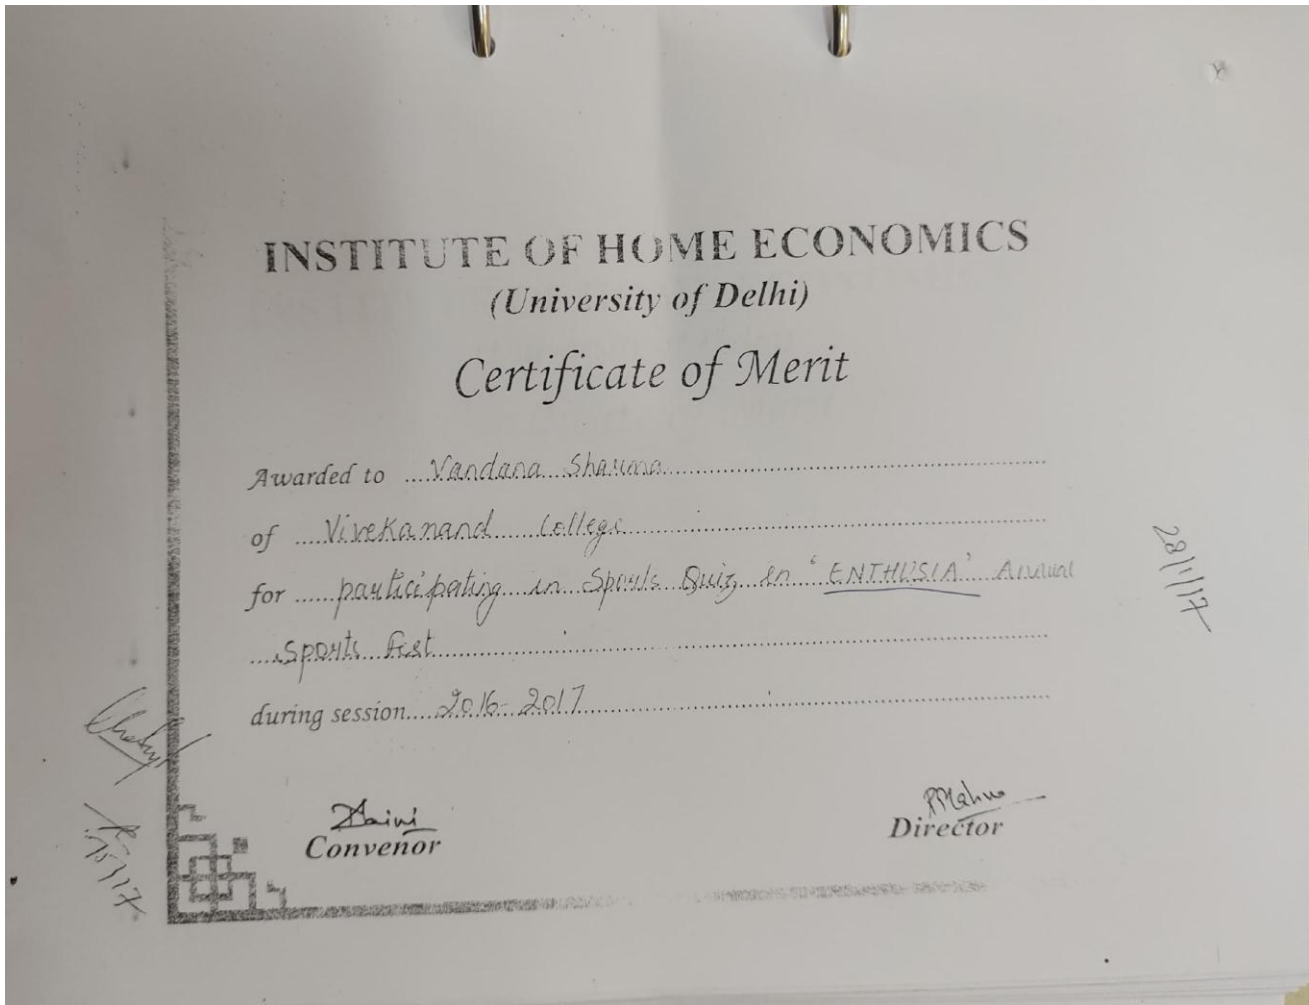 INSTITUTE OF HOME ECONOMICS
(University of Delhi)
Certificate of Merit
Awarded to Vandana Sharma
of Vivekanand College
for participating in Sports Quiz in 'ENTHUSIA' Annual
Sports Fest
during session 2016-2017
28/1/17
Convenor
Director